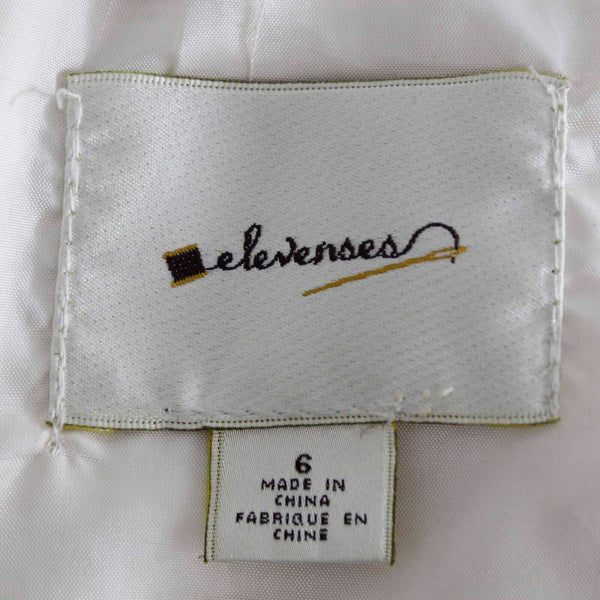 elevenses
6
MADE IN
CHINA
FABRIQUE EN
CHINE